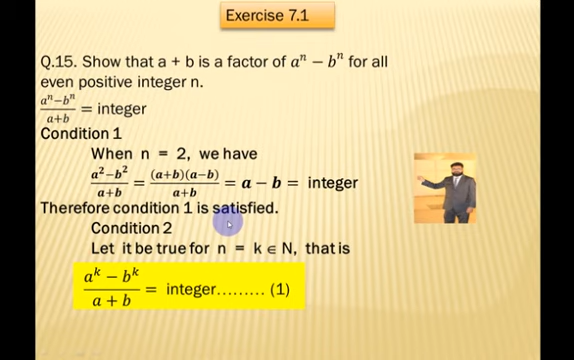 Exercise 7.1
Q.15. Show that a + b is a factor of aⁿ − bⁿ for all
even positive integer n.
(aⁿ−bⁿ)/(a+b) = integer
Condition 1
When n = 2, we have
(a²−b²)/(a+b) = ((a+b)(a−b))/(a+b) = a − b = integer
Therefore condition 1 is satisfied.
Condition 2
Let it be true for n = k ∈ N, that is
(aᵏ − bᵏ)/(a + b) = integer......... (1)